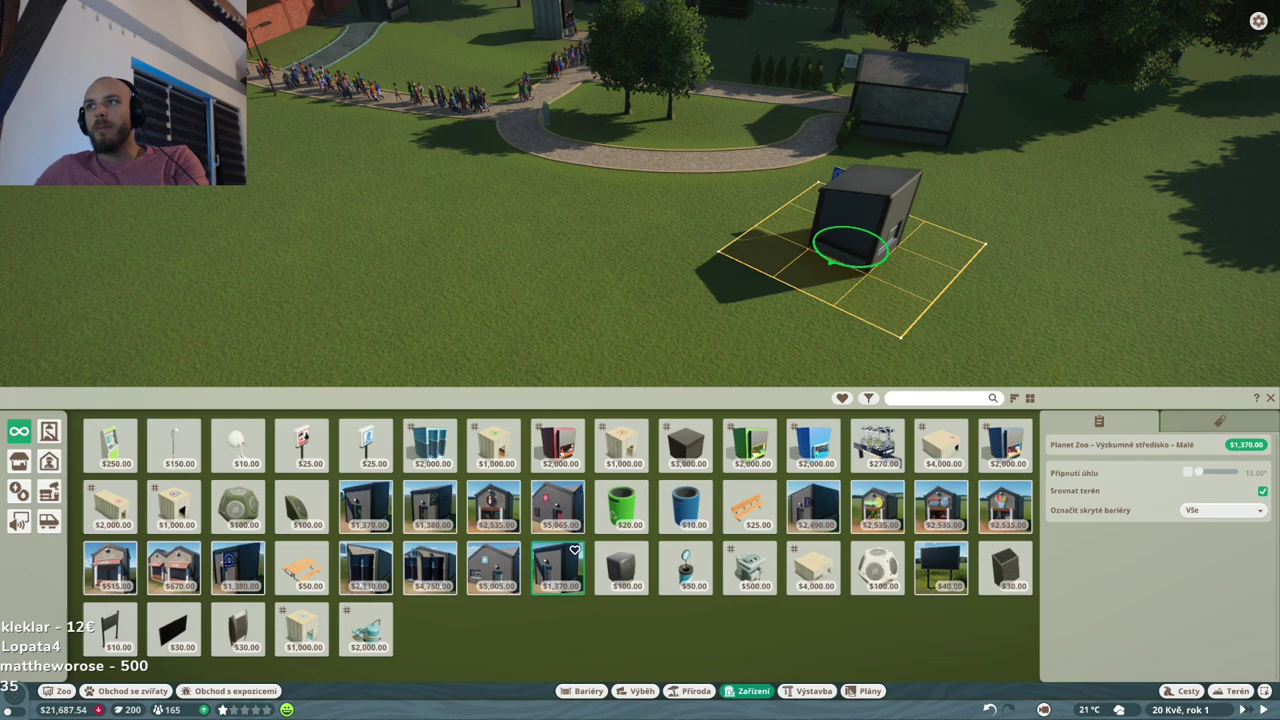 ?
Planet Zoo – Výzkumné středisko – Malé $1,370.00
Připnutí úhlu 15.00°
Srovnat terén
Označit skryté bariéry Vše
$250.00 $150.00 $10.00 $25.00 $25.00 $2,000.00 $1,000.00 $2,000.00 $1,000.00 $3,000.00 $2,000.00 $2,000.00 $270.00 $4,000.00 $2,000.00
$2,000.00 $1,000.00 $100.00 $100.00 $1,370.00 $1,380.00 $2,535.00 $5,065.00 $20.00 $10.00 $25.00 $2,490.00 $2,535.00 $2,535.00 $2,535.00
$515.00 $670.00 $1,380.00 $50.00 $2,330.00 $4,750.00 $5,005.00 $1,370.00 $100.00 $50.00 $500.00 $4,000.00 $100.00 $40.00 $30.00
$10.00 $30.00 $30.00 $1,000.00 $2,000.00
kleklar - 12€
Lopata4
mattheworose - 500
35
Zoo Obchod se zvířaty Obchod s expozicemi Bariéry Výběh Příroda Zařízení Výstavba Plány Cesty Terén
$21,687.54 200 165 21 °C 20 Kvě, rok 1